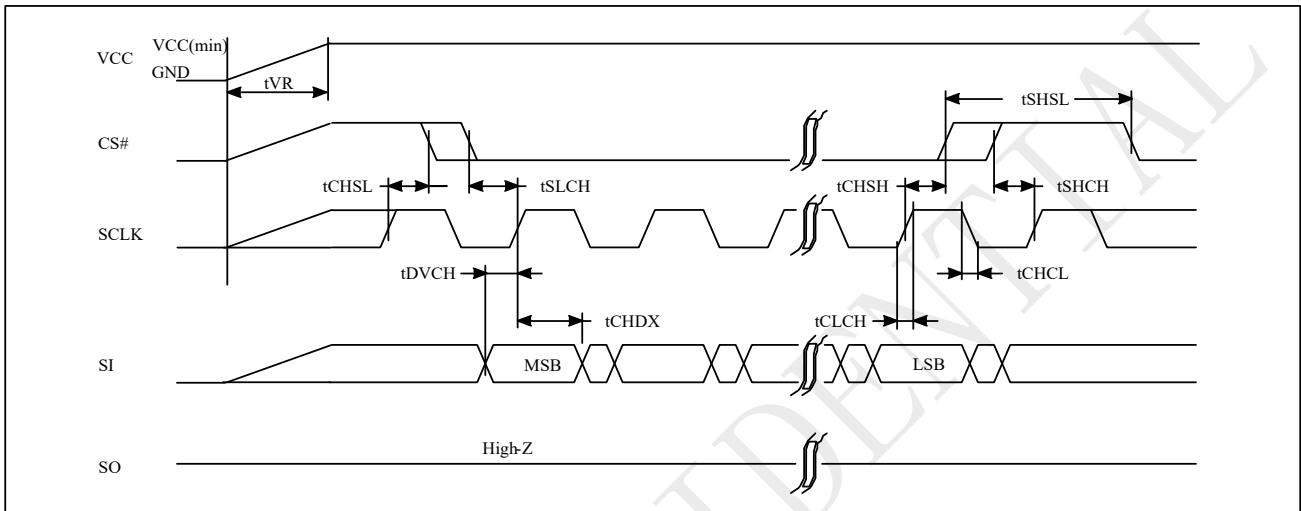 VCC
VCC(min)
GND
tVR
tSHSL
CS#
tCHSL
tSLCH
tCHSH
tSHCH
SCLK
tDVCH
tCHCL
tCHDX
tCLCH
SI
MSB
LSB
High-Z
SO
IDENTIAL